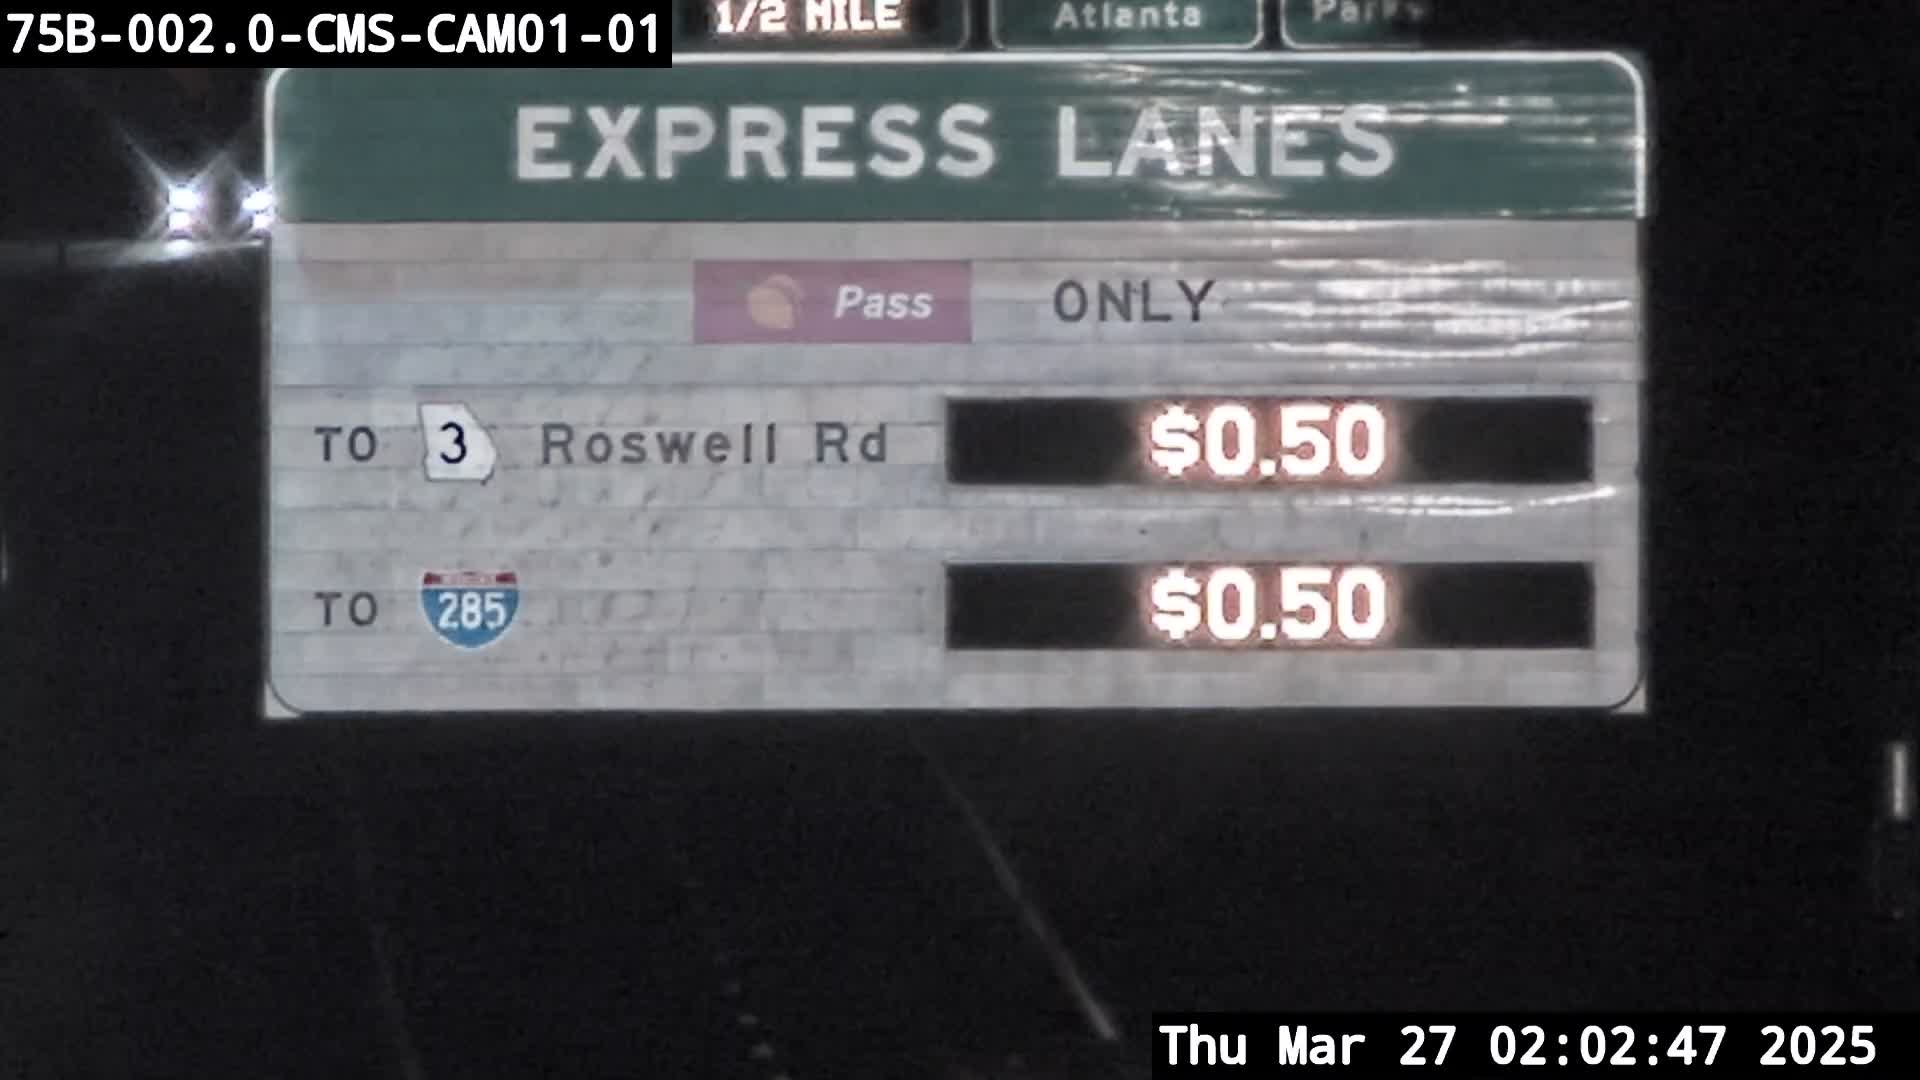 75B-002.0-CMS-CAM01-01
1/2 MILE
Atlanta
EXPRESS LANES
Pass ONLY
TO 3 Roswell Rd $0.50
TO 285 $0.50
Thu Mar 27 02:02:47 2025